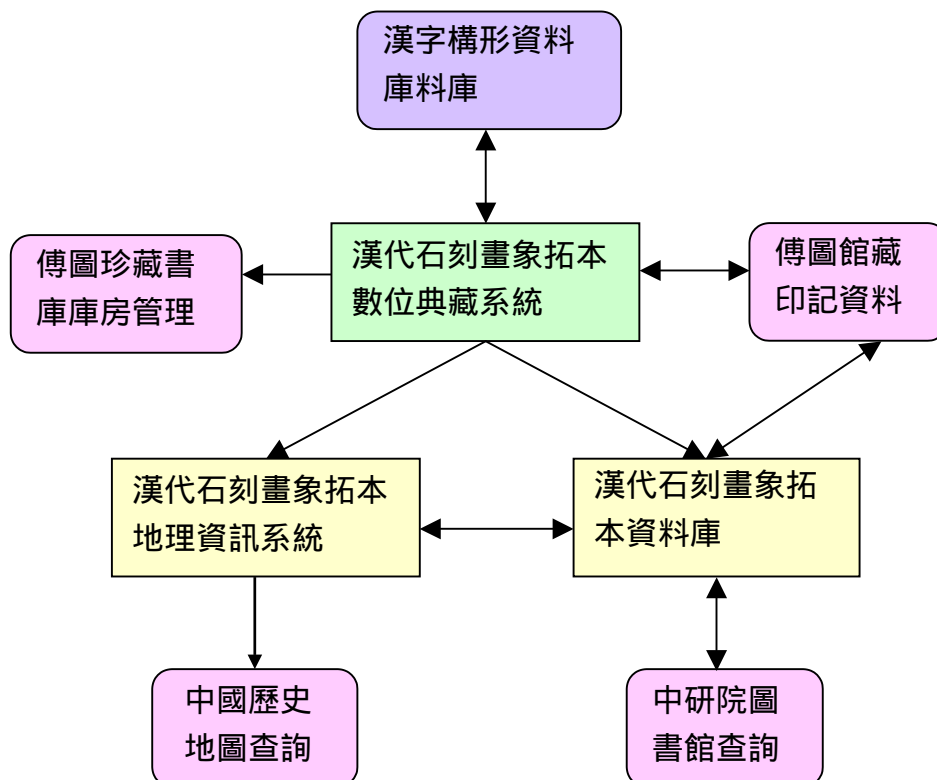 漢字構形資料
庫料庫
傅圖珍藏書
庫庫房管理
漢代石刻畫象拓本
數位典藏系統
傅圖館藏
印記資料
漢代石刻畫象拓本
地理資訊系統
漢代石刻畫象拓
本資料庫
中國歷史
地圖查詢
中研院圖
書館查詢